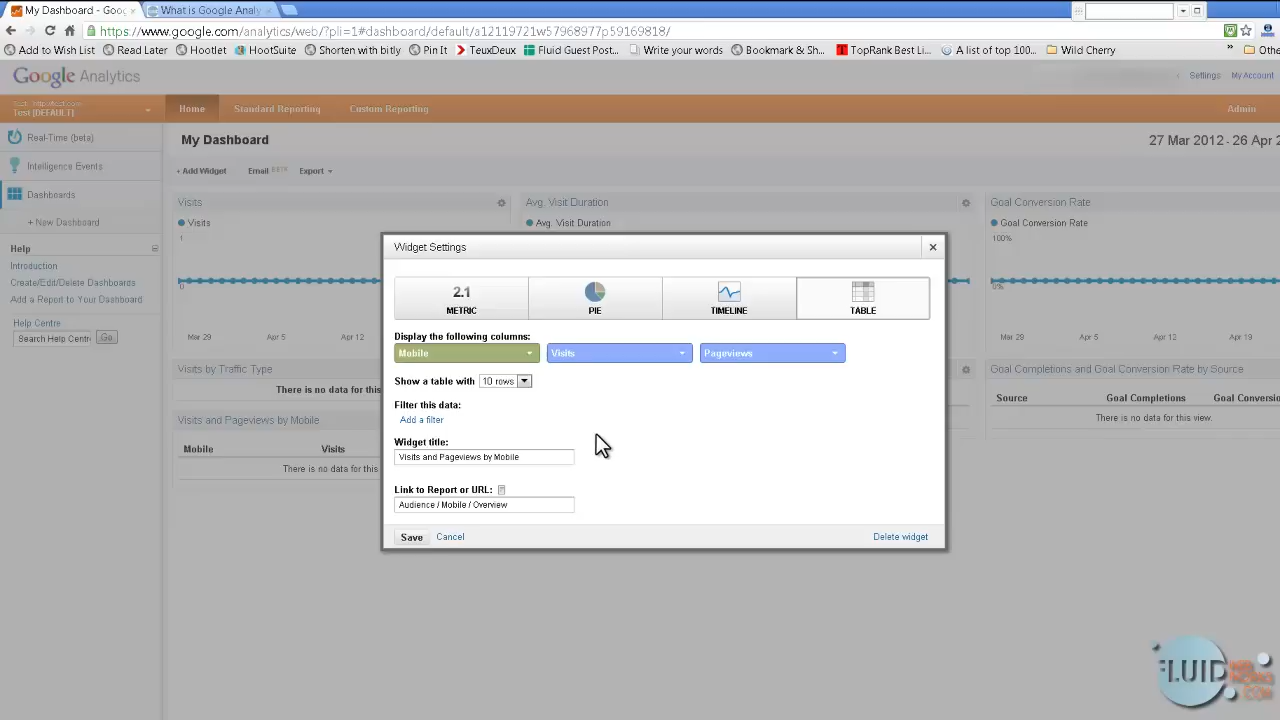 My Dashboard - Goog
What is Google Analy
https://www.google.com/analytics/web/?pli=1#dashboard/default/a12119721w57968977p59169818/
Add to Wish List
Read Later
Hootlet
HootSuite
Shorten with bitly
Pin It
TeuxDeux
Fluid Guest Post...
Write your words
Bookmark & Sh...
TopRank Best Li...
A list of top 100...
Wild Cherry
»
Othe
Google Analytics
Settings
My Account
Test [DEFAULT]
Home
Standard Reporting
Custom Reporting
Admin
Real-Time (beta)
My Dashboard
27 Mar 2012 - 26 Apr 2
Intelligence Events
+ Add Widget
Email BETA
Export
Dashboards
+ New Dashboard
Visits
Avg. Visit Duration
Goal Conversion Rate
Visits
Avg. Visit Duration
Goal Conversion Rate
1
100%
Help
Introduction
Create/Edit/Delete Dashboards
Add a Report to Your Dashboard
Help Centre
Search Help Centr
Go
0
0%
Mar 29
Apr 5
Apr 12
Mar 29
Apr 5
Apr 12
Apr 19
Widget Settings
2.1
METRIC
PIE
TIMELINE
TABLE
Display the following columns:
Mobile
Visits
Pageviews
Show a table with 10 rows
Filter this data:
Add a filter
Widget title:
Visits and Pageviews by Mobile
Link to Report or URL:
Audience / Mobile / Overview
Save
Cancel
Delete widget
Visits by Traffic Type
There is no data for this
Visits and Pageviews by Mobile
Mobile
Visits
There is no data for this
Goal Completions and Goal Conversion Rate by Source
Source
Goal Completions
Goal Conversio
There is no data for this view.
FLUID